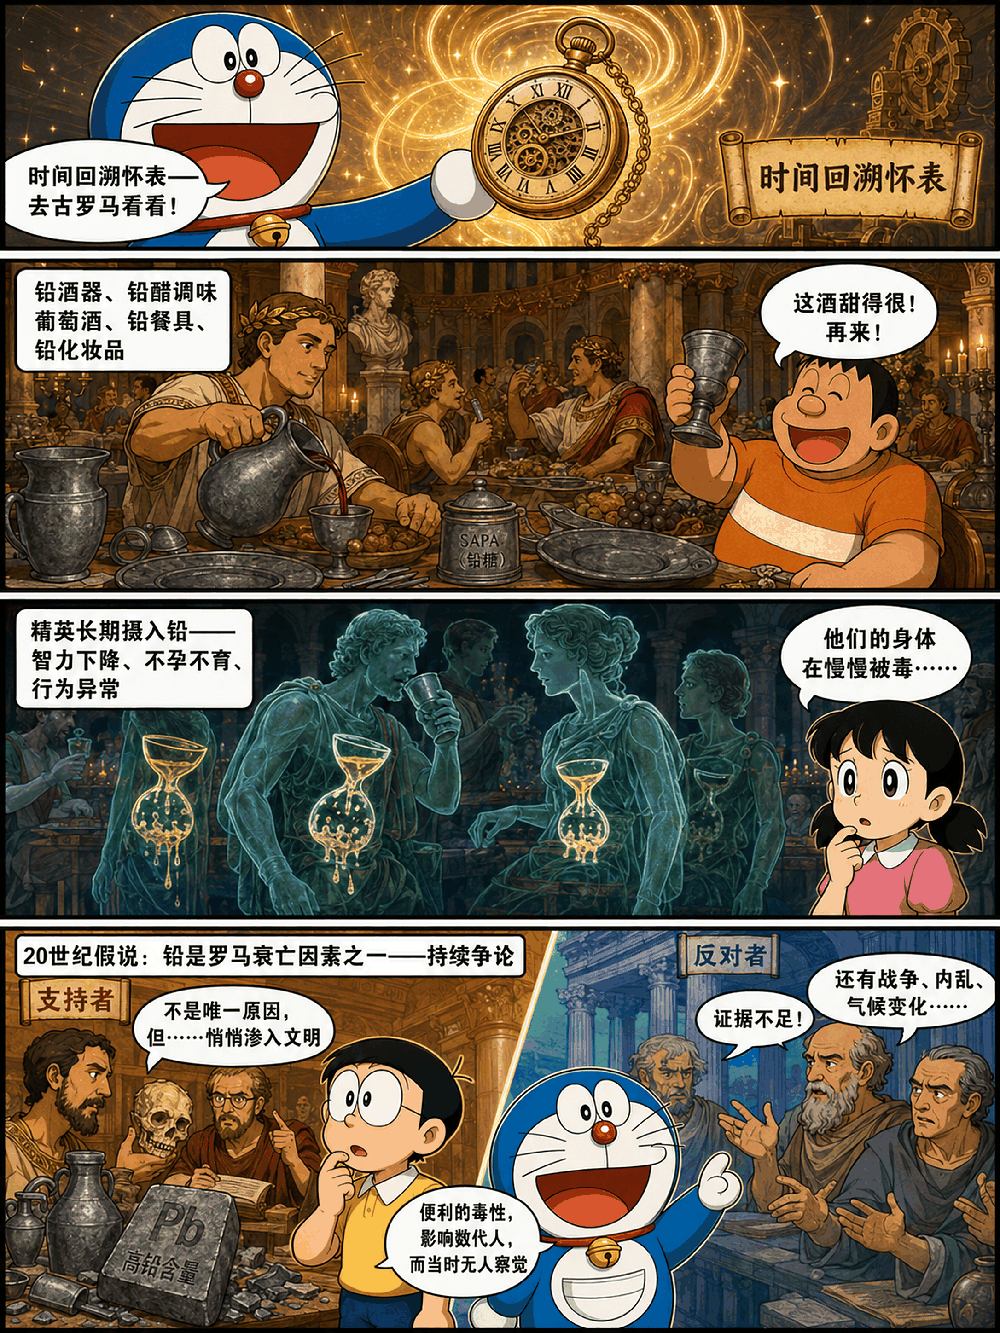 时间回溯怀表——
去古罗马看看！
时间回溯怀表
铅酒器、铅醋调味
葡萄酒、铅餐具、
铅化妆品
这酒甜得很！
再来！
SAPA
（铅糖）
精英长期摄入铅——
智力下降、不孕不育、
行为异常
他们的身体
在慢慢被毒……
20世纪假说：铅是罗马衰亡因素之一——持续争论
支持者
不是唯一原因，
但……悄悄渗入文明
反对者
证据不足！
还有战争、内乱、
气候变化……
Pb
高铅含量
便利的毒性，
影响数代人，
而当时无人察觉